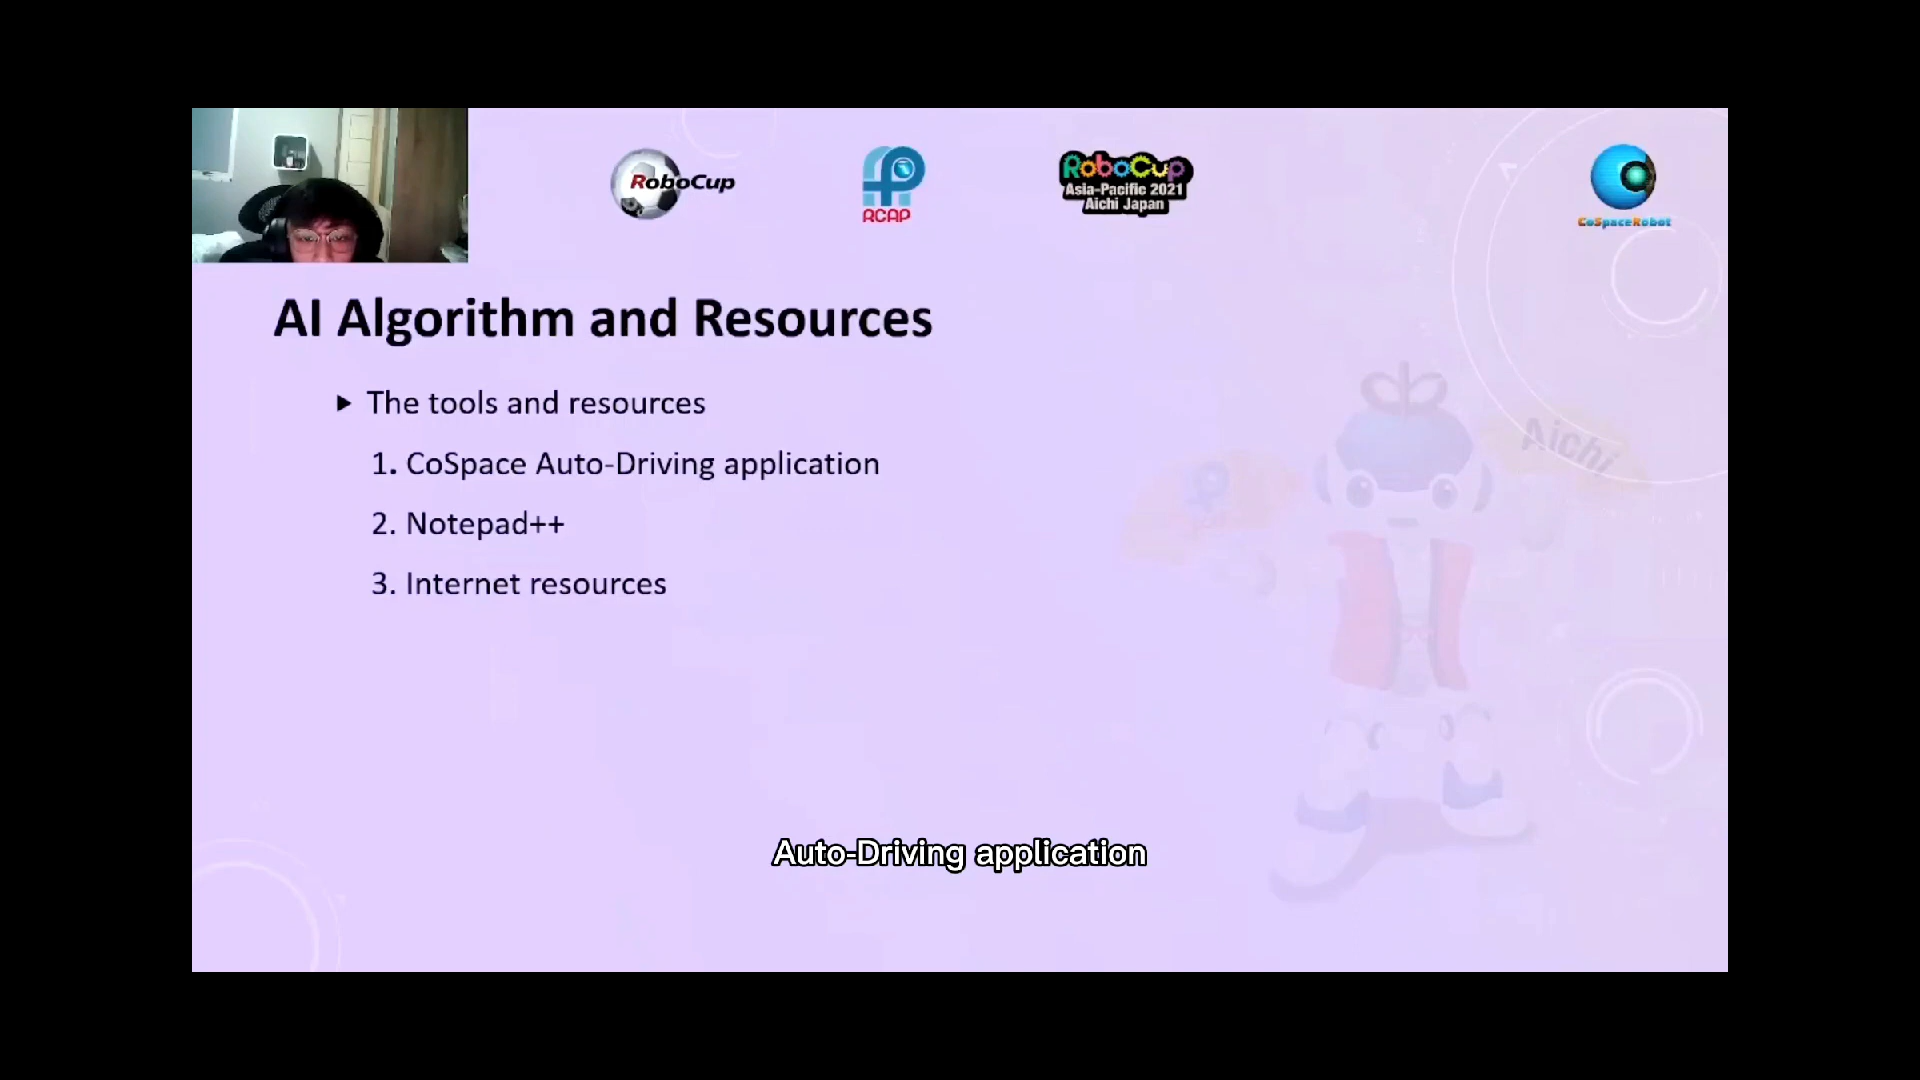 RoboCup
RCAP
RoboCup
Asia-Pacific 2021
Aichi Japan
CoSpaceRobot
AI Algorithm and Resources
The tools and resources
1. CoSpace Auto-Driving application
2. Notepad++
3. Internet resources
Aichi
Auto-Driving application